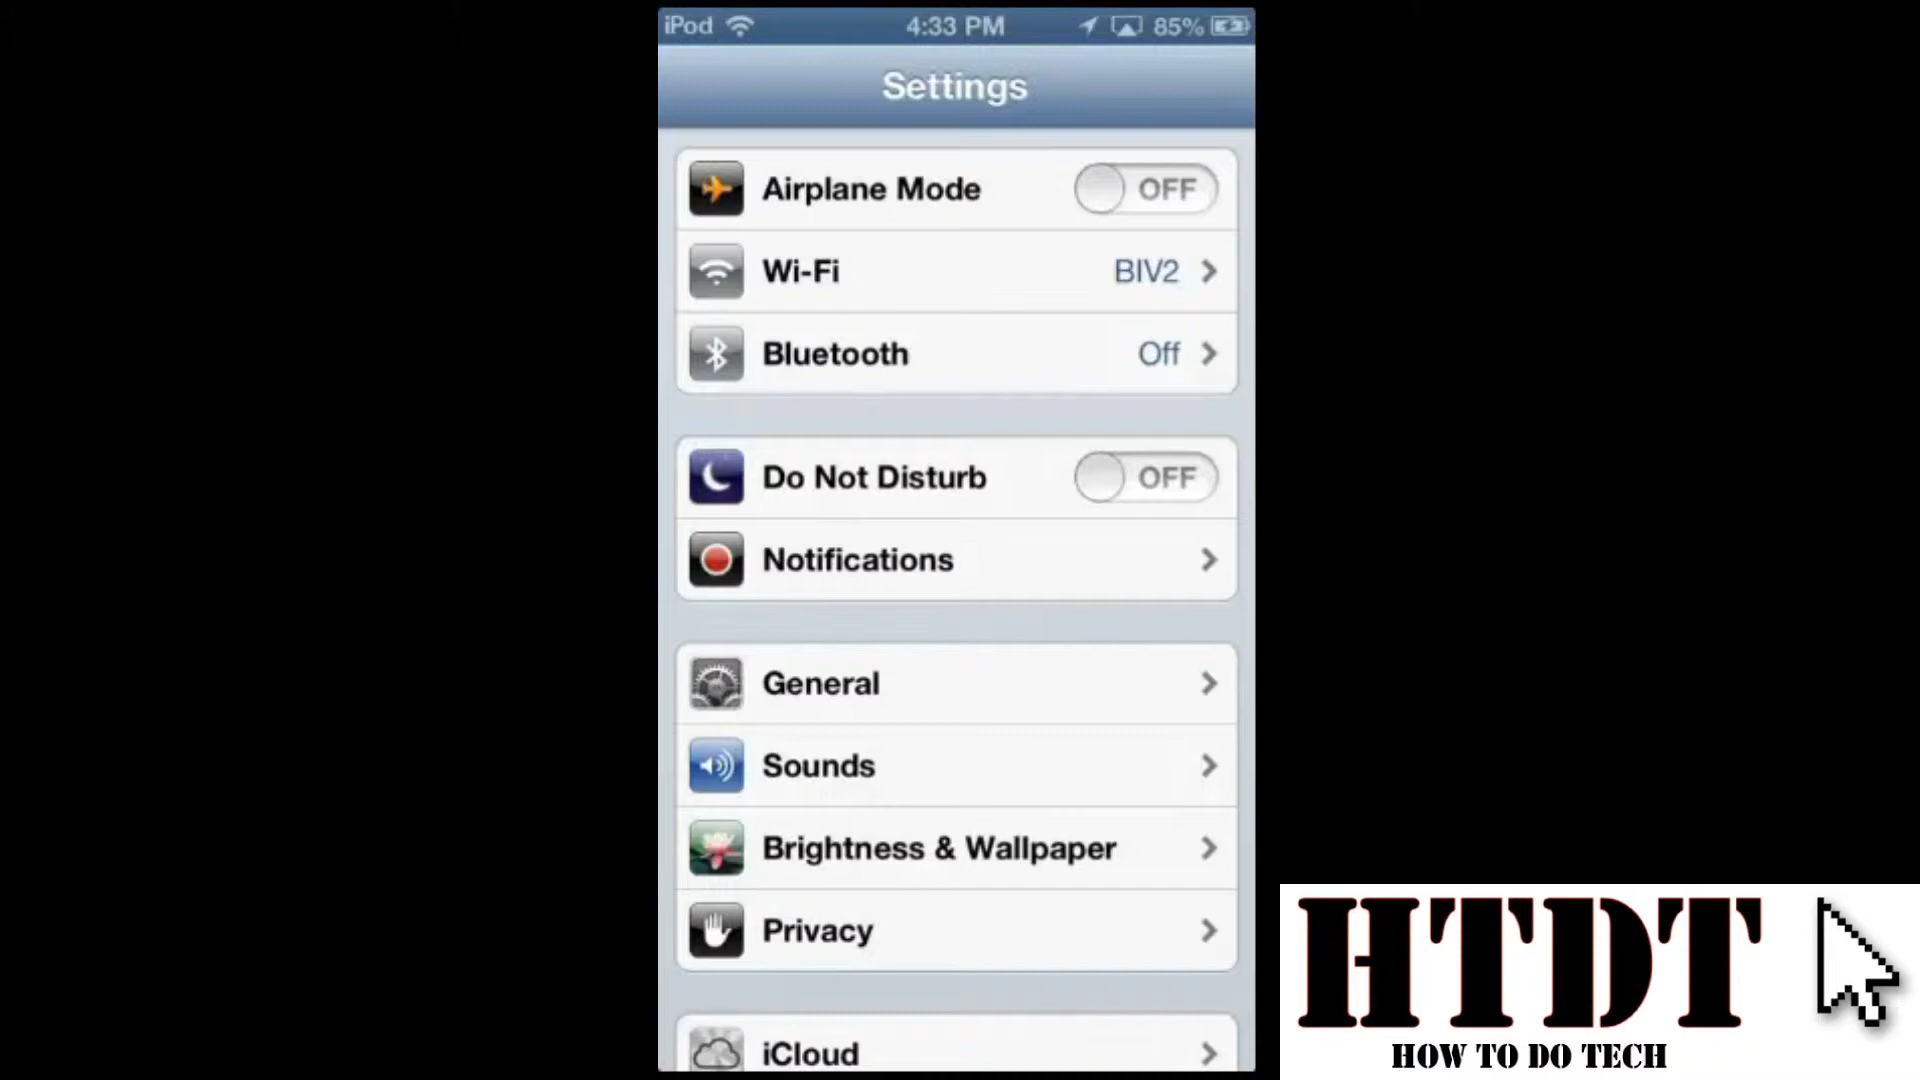 iPod 4:33 PM 85%
Settings
Airplane Mode OFF
Wi-Fi BIV2
Bluetooth Off
Do Not Disturb OFF
Notifications
General
Sounds
Brightness & Wallpaper
Privacy
iCloud
HTDT
HOW TO DO TECH